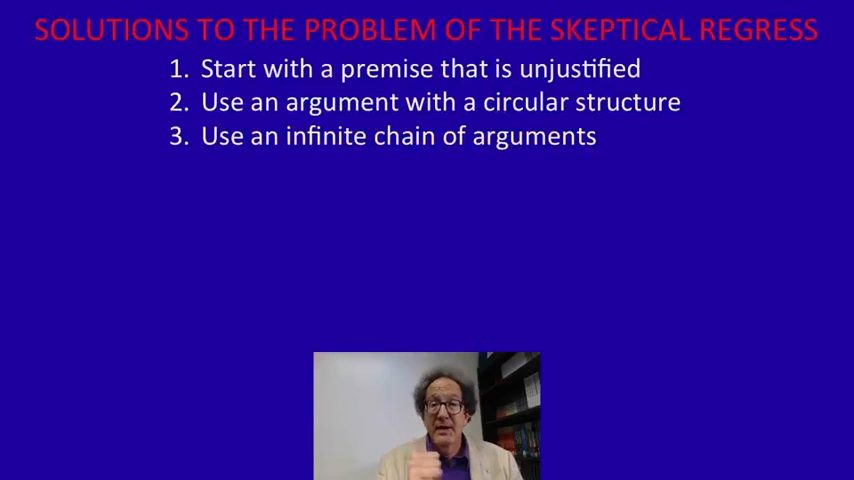 SOLUTIONS TO THE PROBLEM OF THE SKEPTICAL REGRESS
1. Start with a premise that is unjustified
2. Use an argument with a circular structure
3. Use an infinite chain of arguments